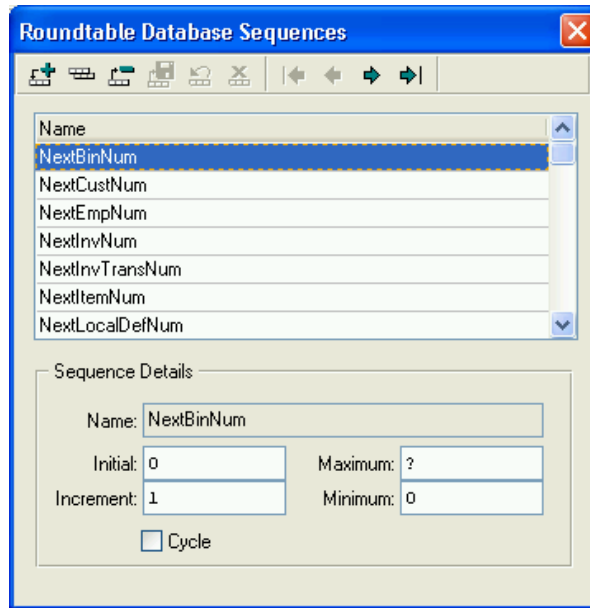 Roundtable Database Sequences
Name
NextBinNum
NextCustNum
NextEmpNum
NextInvNum
NextInvTransNum
NextItemNum
NextLocalDefNum
Sequence Details
Name: NextBinNum
Initial: 0 Maximum: ?
Increment: 1 Minimum: 0
Cycle